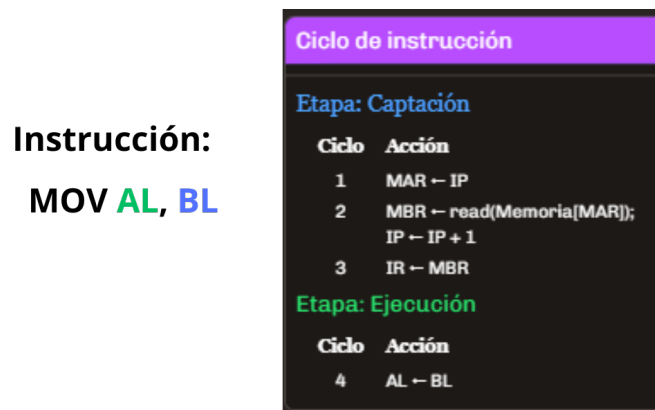 Instrucción:
MOV AL, BL
Ciclo de instrucción
Etapa: Captación
Ciclo Acción
1 MAR ← IP
2 MBR ← read(Memoria[MAR]);
IP ← IP + 1
3 IR ← MBR
Etapa: Ejecución
Ciclo Acción
4 AL ← BL